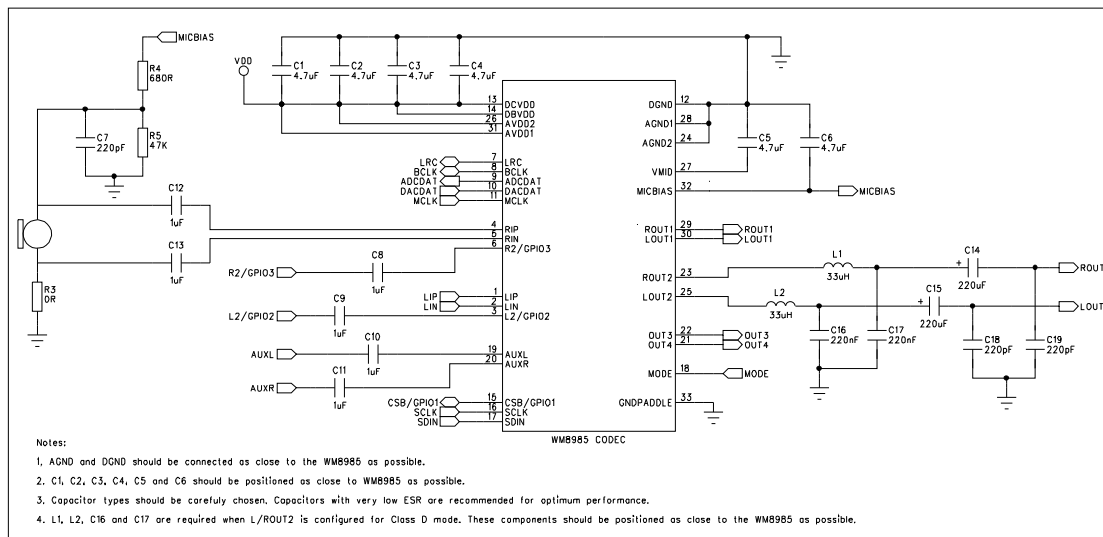 MICBIAS
R4
680R
R5
47K
C7
220pF
VDD
C1
4.7uF
C2
4.7uF
C3
4.7uF
C4
4.7uF
13 DCVDD
14 DBVDD
26 AVDD2
31 AVDD1
LRC 7 LRC
BCLK 8 BCLK
ADCDAT 9 ADCDAT
DACDAT 10 DACDAT
MCLK 11 MCLK
C12
1uF
4 RIP
5 RIN
6 R2/GPIO3
C13
1uF
R3
0R
R2/GPIO3
C8
1uF
LIP 1 LIP
LIN 2 LIN
3 L2/GPIO2
L2/GPIO2
C9
1uF
AUXL
C10
1uF
19 AUXL
20 AUXR
AUXR
C11
1uF
CSB/GPIO1 15 CSB/GPIO1
SCLK 16 SCLK
SDIN 17 SDIN
DGND 12
AGND1 28
AGND2 24
VMID 27
MICBIAS 32
C5
4.7uF
C6
4.7uF
MICBIAS
ROUT1 29 ROUT1
LOUT1 30 LOUT1
ROUT2 23
LOUT2 25
L1
33uH
L2
33uH
+ C14
220uF
+ C15
220uF
ROUT
LOUT
C16
220nF
C17
220nF
C18
220pF
C19
220pF
OUT3 22 OUT3
OUT4 21 OUT4
MODE 18 MODE
GNDPADDLE 33
WM8985 CODEC
Notes:
1. AGND and DGND should be connected as close to the WM8985 as possible.
2. C1, C2, C3, C4, C5 and C6 should be positioned as close to WM8985 as possible.
3. Capacitor types should be carefuly chosen. Capacitors with very low ESR are recommended for optimum performance.
4. L1, L2, C16 and C17 are required when L/ROUT2 is configured for Class D mode. These components should be positioned as close to the WM8985 as possible.